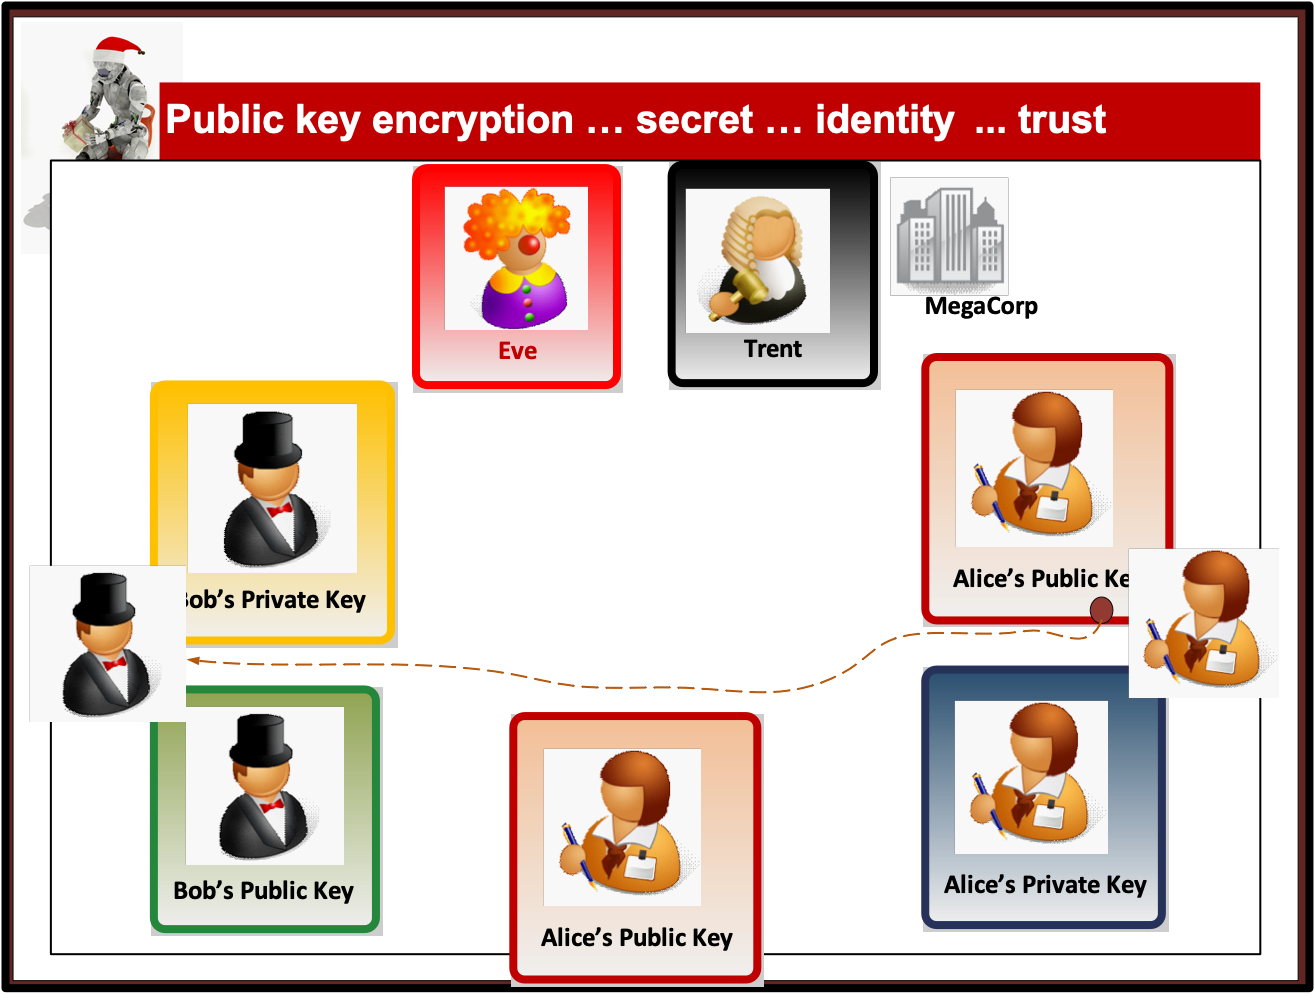 Public key encryption … secret … identity ... trust
Eve
Trent
MegaCorp
Bob's Private Key
Alice's Public Ke
Bob’s Public Key
Alice’s Public Key
Alice’s Private Key